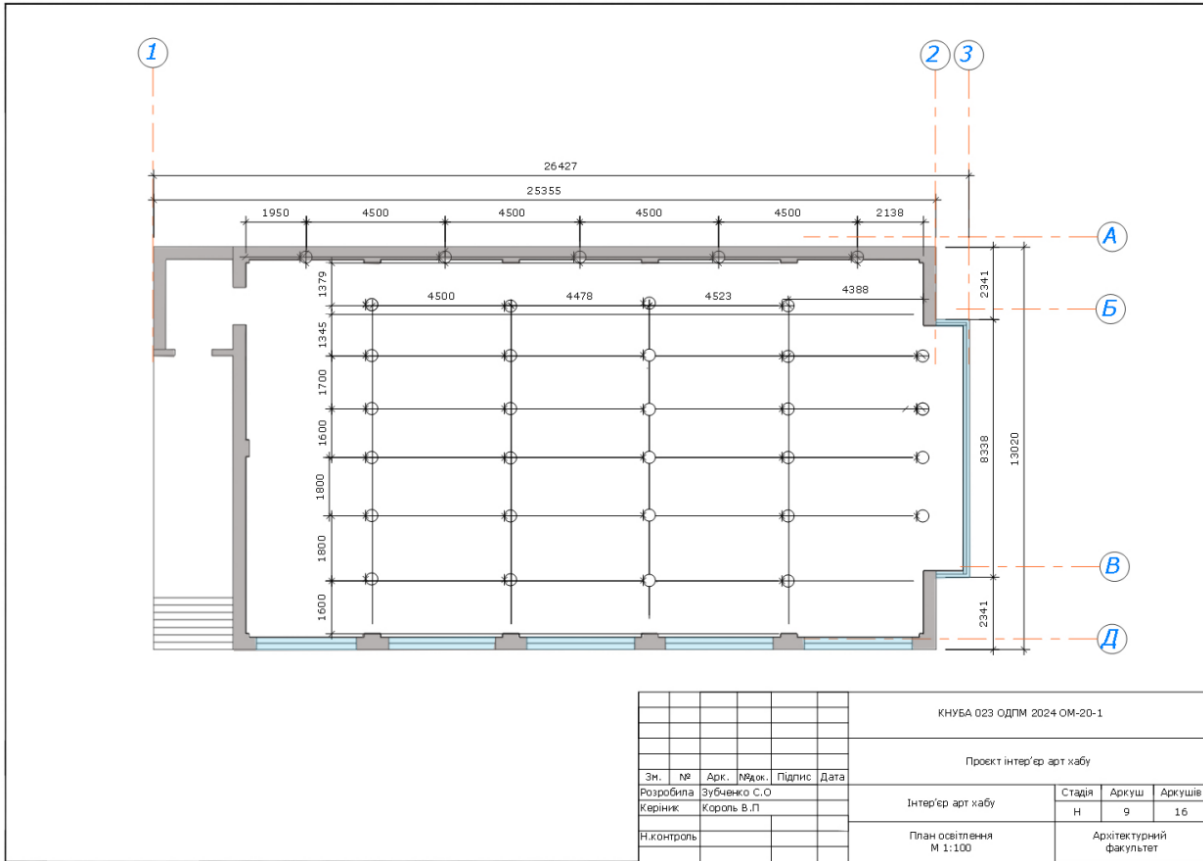 1
2
3
26427
25355
1950
4500
4500
4500
4500
2138
А
Б
В
Д
1379
1345
1700
1600
1800
1800
1600
4500
4478
4523
4388
2341
8338
13020
2341
КНУБА 023 ОДПМ 2024 ОМ-20-1
Проєкт інтер'єр арт хабу
Зм. № Арк. №док. Підпис Дата
Розробила Зубченко С.О
Керіник Король В.П
Н.контроль
Інтер'єр арт хабу
Стадія Аркуш Аркушів
Н 9 16
План освітлення
М 1:100
Архітектурний
факультет